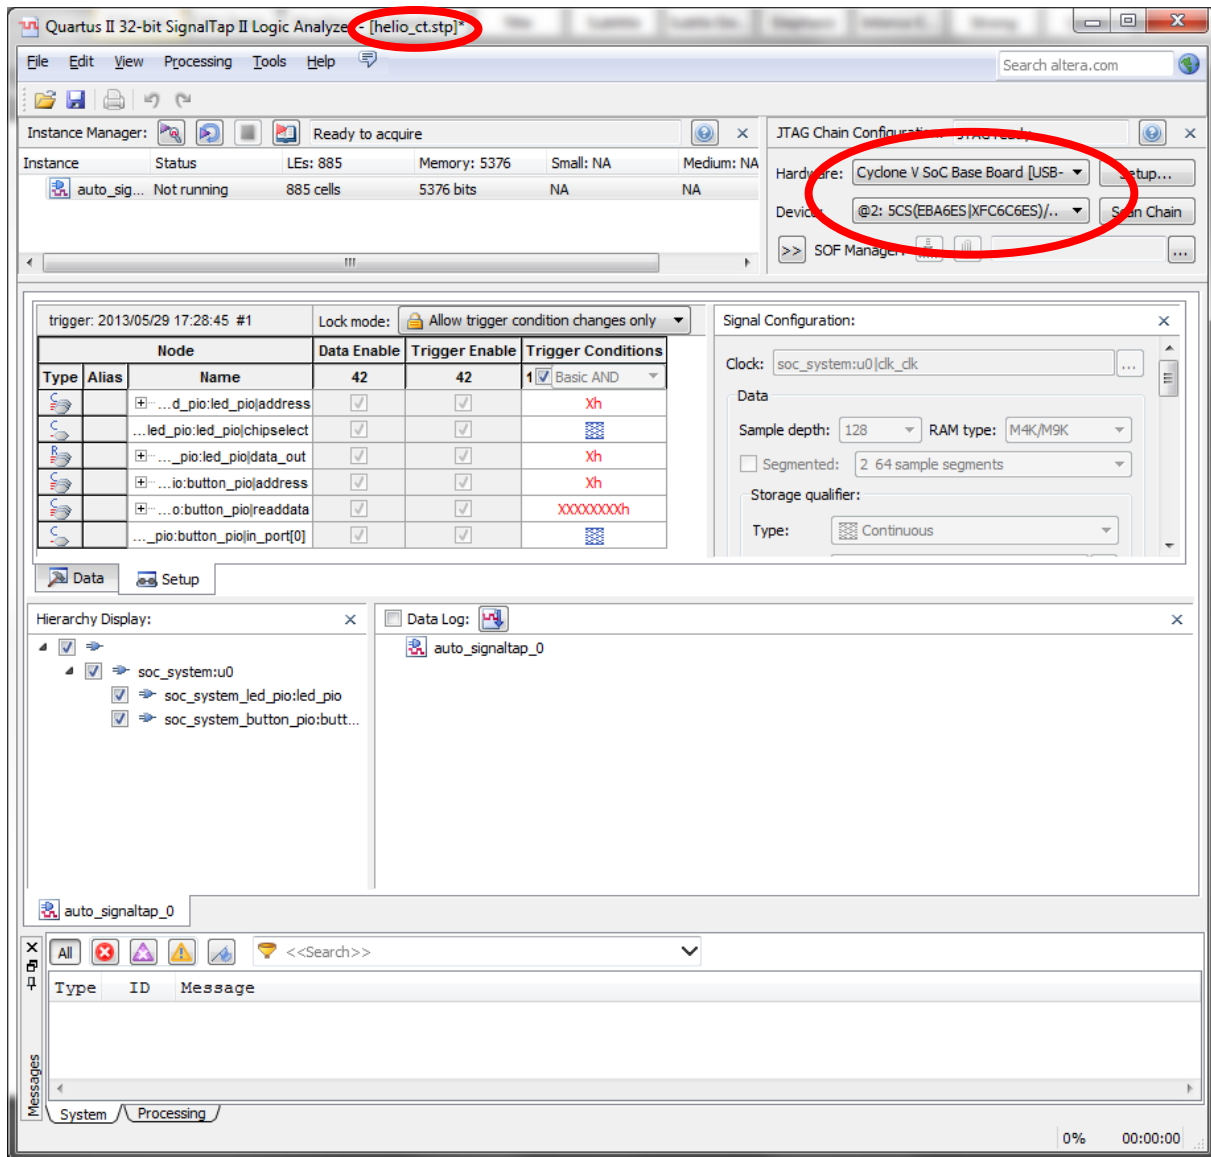 Quartus II 32-bit SignalTap II Logic Analyze - [helio_ct.stp]*
File Edit View Processing Tools Help
Search altera.com
Instance Manager: Ready to acquire
JTAG Chain Configuration: JTAG ready
Instance Status LEs: 885 Memory: 5376 Small: NA Medium: NA
auto_sig... Not running 885 cells 5376 bits NA NA
Hardware: Cyclone V SoC Base Board [USB- Setup...
Device: @2: 5CS(EBA6ES|XFC6C6ES)/.. Scan Chain
>> SOF Manager: ...
trigger: 2013/05/29 17:28:45 #1 Lock mode: Allow trigger condition changes only
Signal Configuration:
Node Data Enable Trigger Enable Trigger Conditions
Type Alias Name 42 42 1 Basic AND
Clock: soc_system:u0|clk_clk ...
...d_pio:led_pio|address Xh
Data
...led_pio:led_pio|chipselect
Sample depth: 128 RAM type: M4K/M9K
..._pio:led_pio|data_out Xh
Segmented: 2 64 sample segments
...io:button_pio|address Xh
Storage qualifier:
...o:button_pio|readdata XXXXXXXXh
..._pio:button_pio|in_port[0]
Type: Continuous
Data Setup
Hierarchy Display:
Data Log:
auto_signaltap_0
soc_system:u0
soc_system_led_pio:led_pio
soc_system_button_pio:butt...
auto_signaltap_0
All <<Search>>
Type ID Message
Messages
System Processing
0% 00:00:00